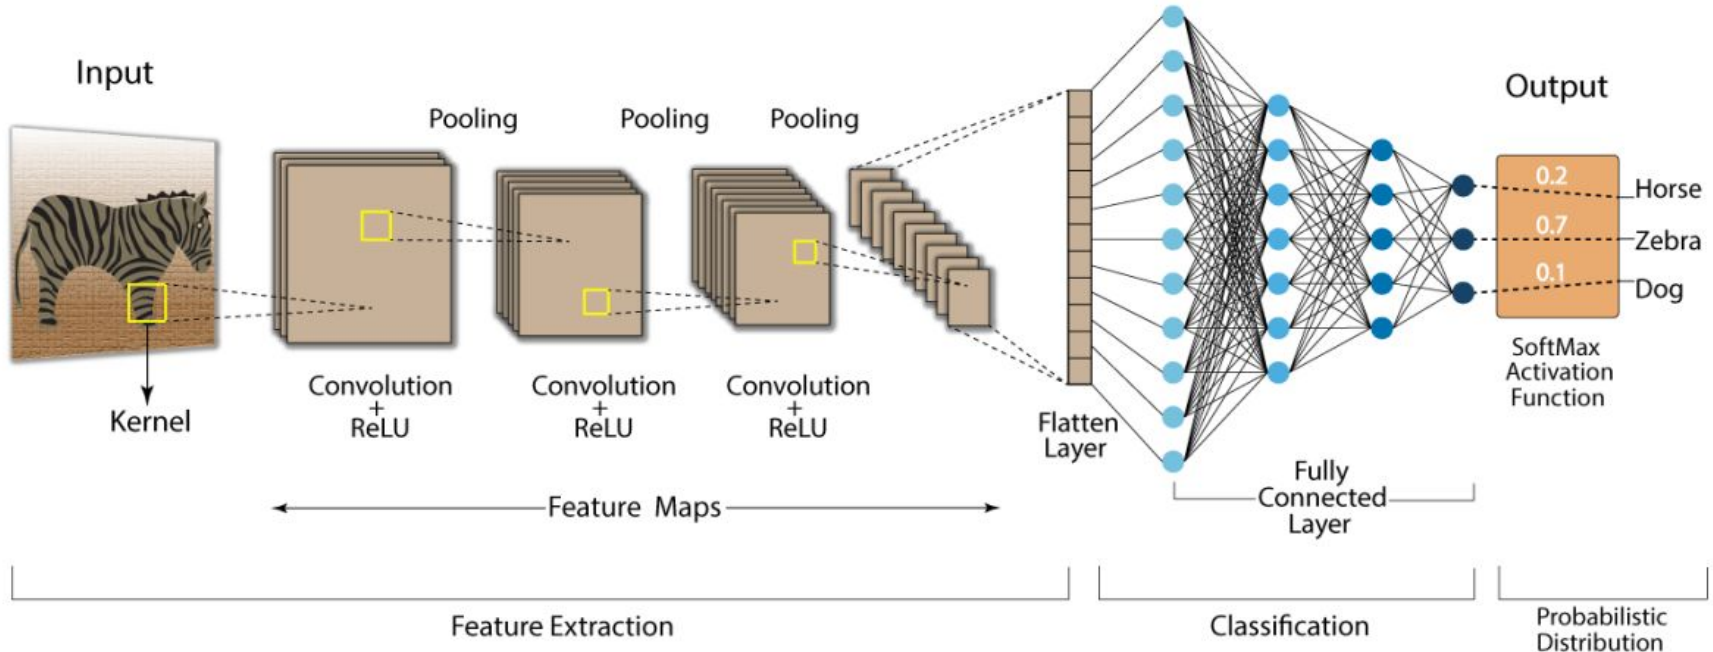 Input
Pooling
Pooling
Pooling
Output
0.2
Horse
0.7
Zebra
0.1
Dog
SoftMax
Activation
Function
Convolution
+
ReLU
Convolution
+
ReLU
Convolution
+
ReLU
Kernel
Flatten
Layer
Fully
Connected
Layer
Feature Maps
Feature Extraction
Classification
Probabilistic
Distribution